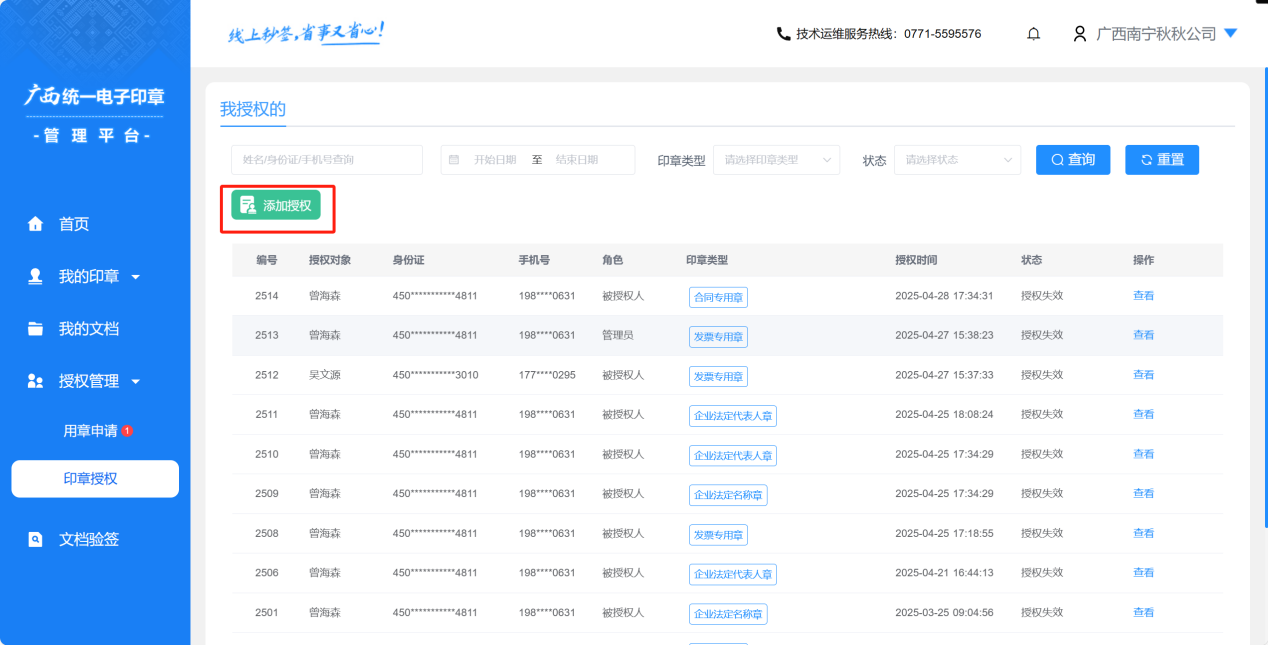 线上秒签,省事又省心!
技术运维服务热线：0771-5595576
广西南宁秋秋公司
广西统一电子印章
-管理平台-
首页
我的印章
我的文档
授权管理
用章申请 1
印章授权
文档验签
我授权的
姓名/身份证/手机号查询 开始日期 至 结束日期 印章类型 请选择印章类型 状态 请选择状态 查询 重置
添加授权
编号 授权对象 身份证 手机号 角色 印章类型 授权时间 状态 操作
2514 曾海森 450***********4811 198****0631 被授权人 合同专用章 2025-04-28 17:34:31 授权失效 查看
2513 曾海森 450***********4811 198****0631 管理员 发票专用章 2025-04-27 15:38:23 授权失效 查看
2512 吴文源 450***********3010 177****0295 被授权人 发票专用章 2025-04-27 15:37:33 授权失效 查看
2511 曾海森 450***********4811 198****0631 被授权人 企业法定代表人章 2025-04-25 18:08:24 授权失效 查看
2510 曾海森 450***********4811 198****0631 被授权人 企业法定代表人章 2025-04-25 17:34:29 授权失效 查看
2509 曾海森 450***********4811 198****0631 被授权人 企业法定名称章 2025-04-25 17:34:29 授权失效 查看
2508 曾海森 450***********4811 198****0631 被授权人 发票专用章 2025-04-25 17:18:55 授权失效 查看
2506 曾海森 450***********4811 198****0631 被授权人 企业法定代表人章 2025-04-21 16:44:13 授权失效 查看
2501 曾海森 450***********4811 198****0631 被授权人 企业法定名称章 2025-03-25 09:04:56 授权失效 查看